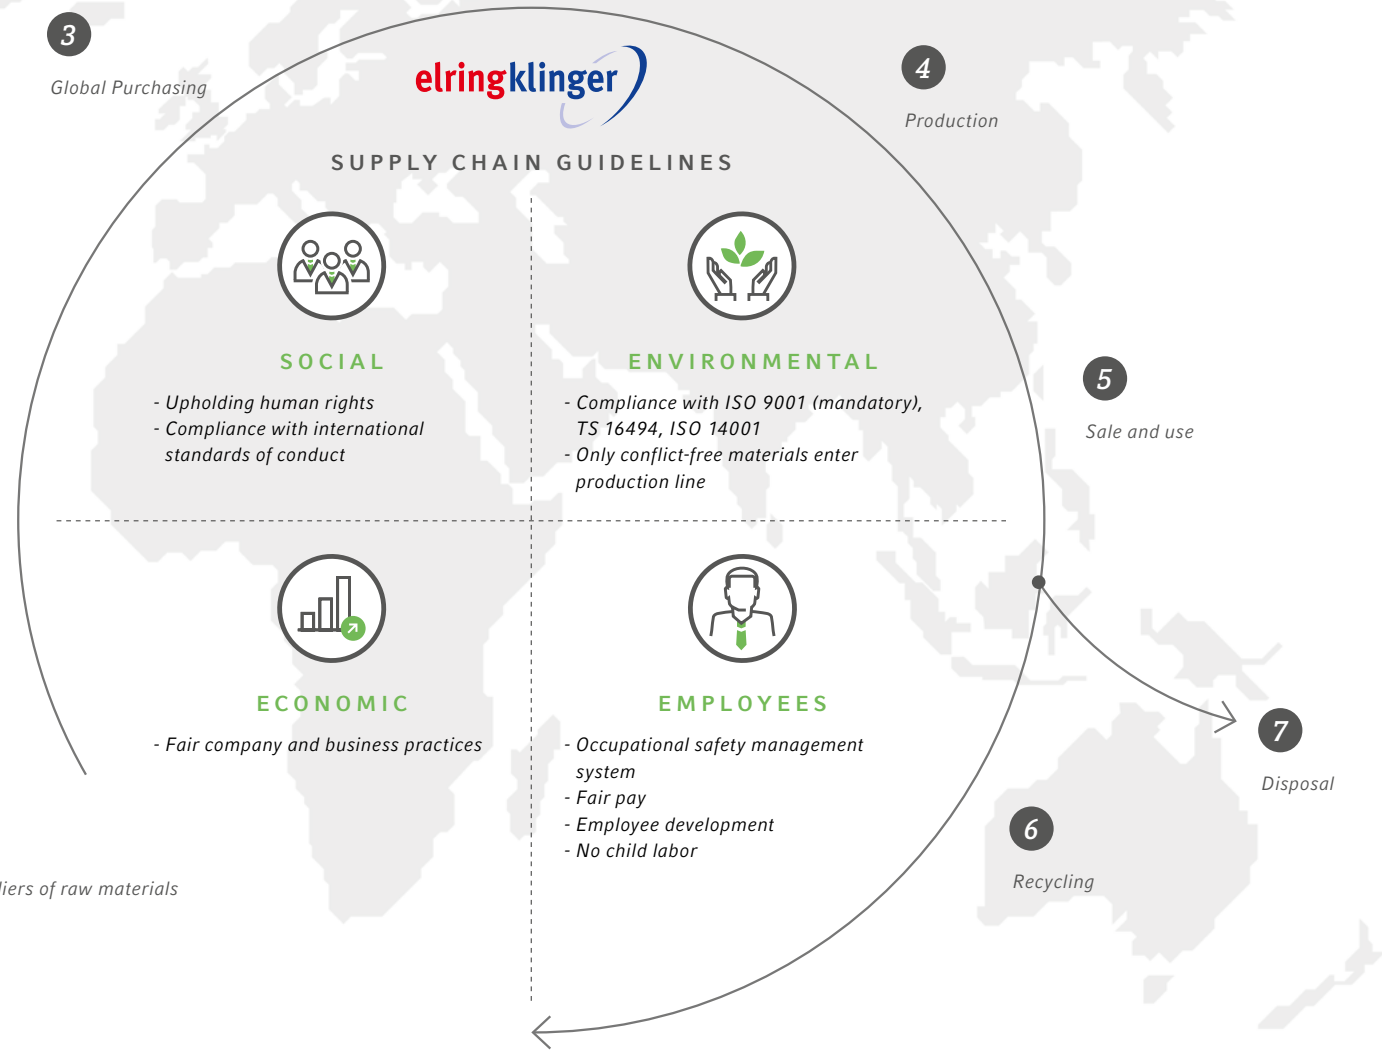 3
Global Purchasing
elringklinger
4
Production
SUPPLY CHAIN GUIDELINES
SOCIAL
- Upholding human rights
- Compliance with international
standards of conduct
ENVIRONMENTAL
- Compliance with ISO 9001 (mandatory),
TS 16494, ISO 14001
- Only conflict-free materials enter
production line
5
Sale and use
ECONOMIC
- Fair company and business practices
EMPLOYEES
- Occupational safety management
system
- Fair pay
- Employee development
- No child labor
7
Disposal
6
Recycling
of raw materials